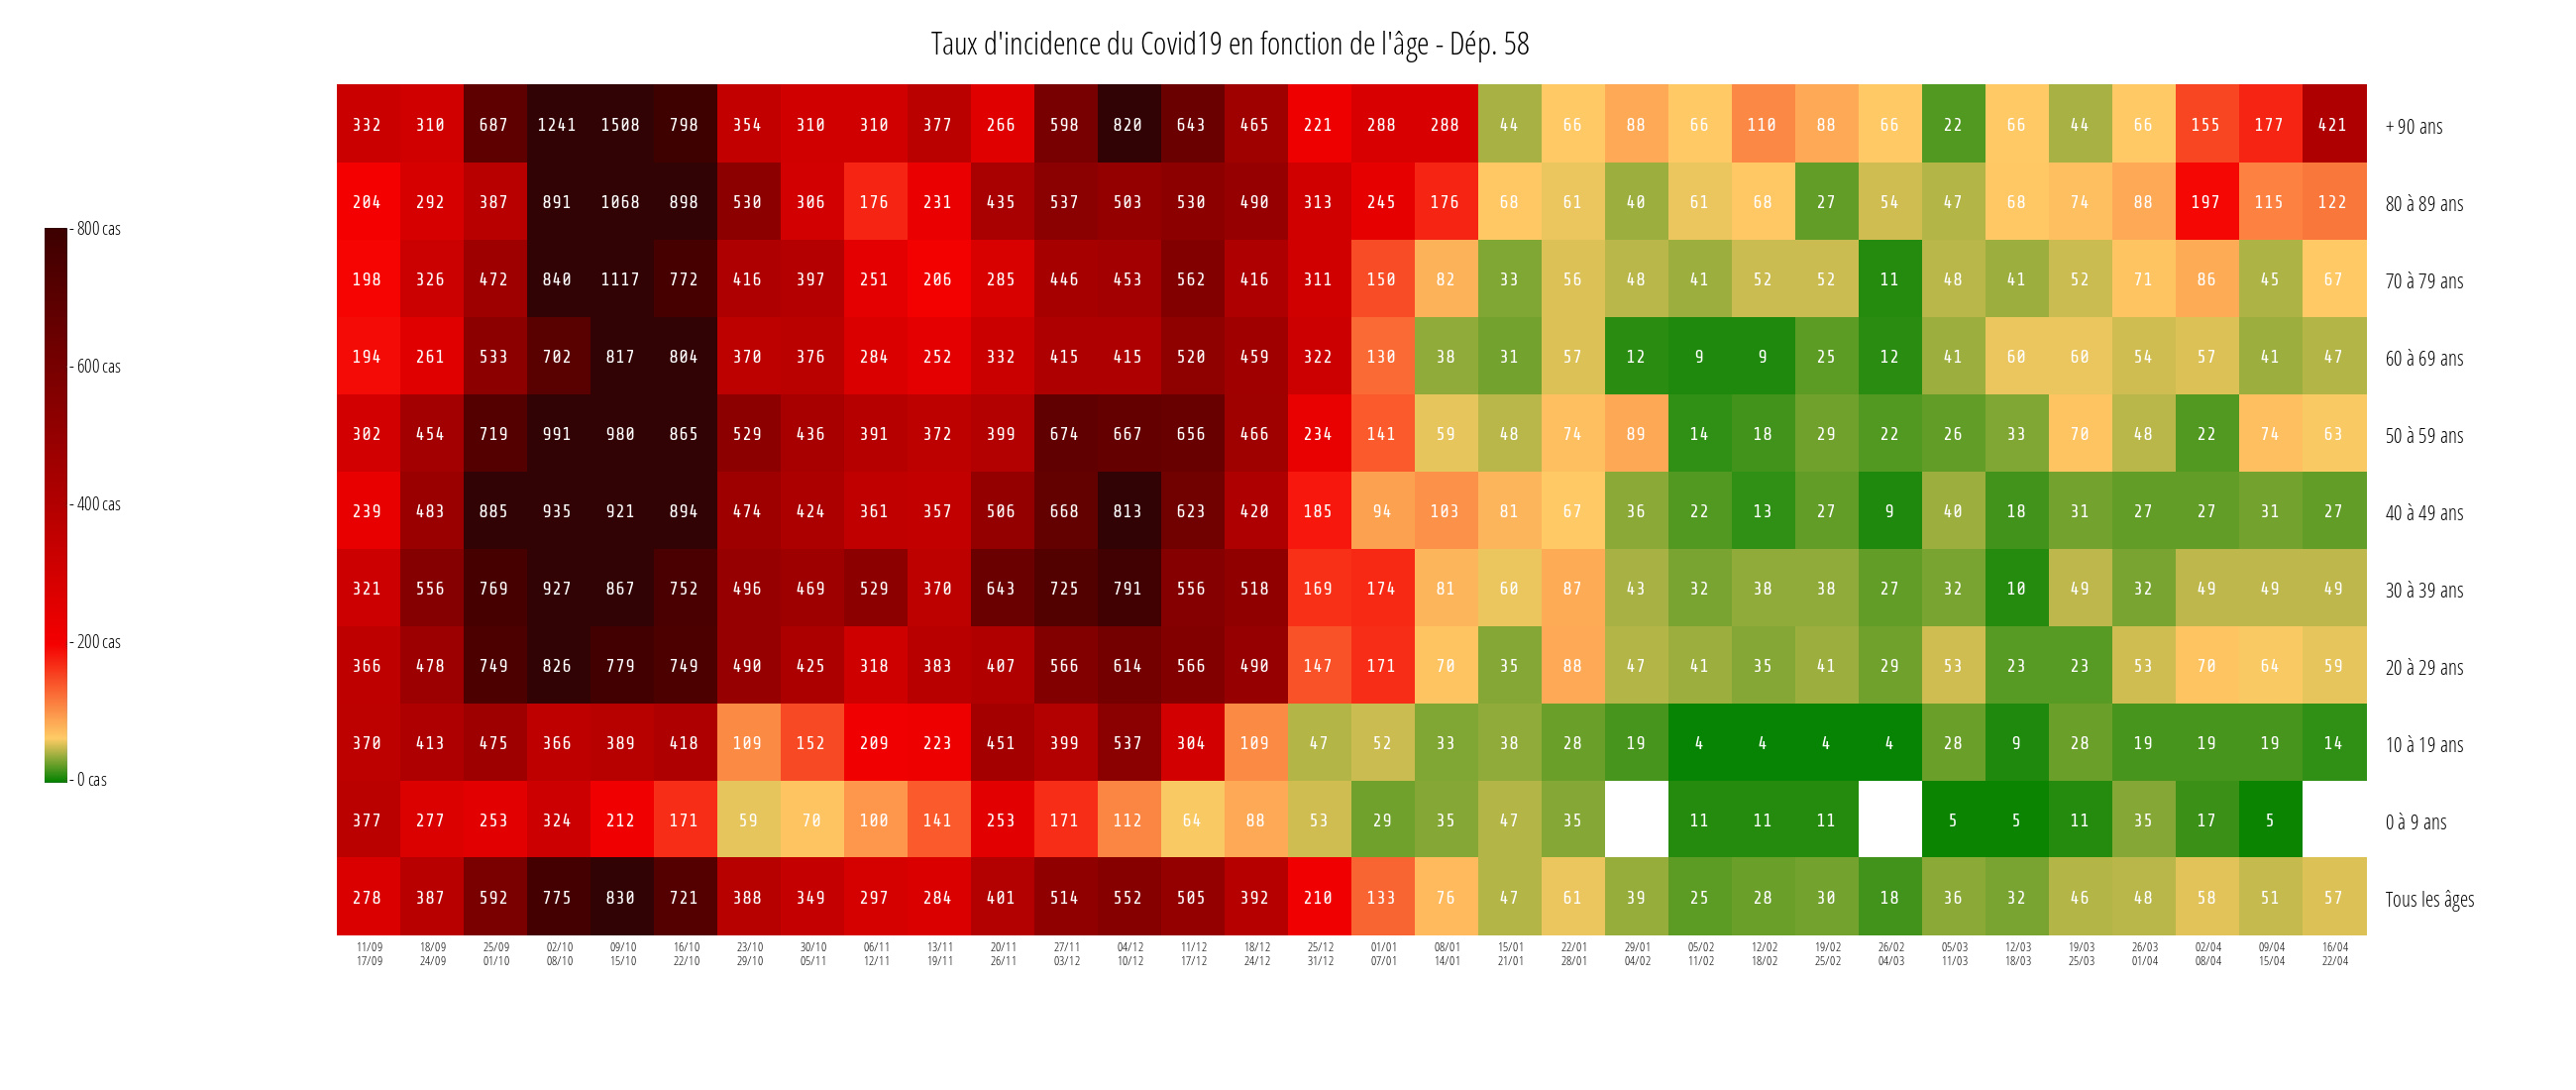 Taux d'incidence du Covid19 en fonction de l'âge - Dép. 58
332 310 687 1241 1508 798 354 310 310 377 266 598 820 643 465 221 288 288 44 66 88 66 110 88 66 22 66 44 66 155 177 421 + 90 ans
204 292 387 891 1068 898 530 306 176 231 435 537 503 530 490 313 245 176 68 61 40 61 68 27 54 47 68 74 88 197 115 122 80 à 89 ans
- 800 cas
198 326 472 840 1117 772 416 397 251 206 285 446 453 562 416 311 150 82 33 56 48 41 52 52 11 48 41 52 71 86 45 67 70 à 79 ans
194 261 533 702 817 804 370 376 284 252 332 415 415 520 459 322 130 38 31 57 12 9 9 25 12 41 60 60 54 57 41 47 60 à 69 ans
- 600 cas
302 454 719 991 980 865 529 436 391 372 399 674 667 656 466 234 141 59 48 74 89 14 18 29 22 26 33 70 48 22 74 63 50 à 59 ans
- 400 cas
239 483 885 935 921 894 474 424 361 357 506 668 813 623 420 185 94 103 81 67 36 22 13 27 9 40 18 31 27 27 31 27 40 à 49 ans
321 556 769 927 867 752 496 469 529 370 643 725 791 556 518 169 174 81 60 87 43 32 38 38 27 32 10 49 32 49 49 49 30 à 39 ans
- 200 cas
366 478 749 826 779 749 490 425 318 383 407 566 614 566 490 147 171 70 35 88 47 41 35 41 29 53 23 23 53 70 64 59 20 à 29 ans
370 413 475 366 389 418 109 152 209 223 451 399 537 304 109 47 52 33 38 28 19 4 4 4 4 28 9 28 19 19 19 14 10 à 19 ans
- 0 cas
377 277 253 324 212 171 59 70 100 141 253 171 112 64 88 53 29 35 47 35 11 11 11 5 5 11 35 17 5 0 à 9 ans
278 387 592 775 830 721 388 349 297 284 401 514 552 505 392 210 133 76 47 61 39 25 28 30 18 36 32 46 48 58 51 57 Tous les âges
11/09 18/09 25/09 02/10 09/10 16/10 23/10 30/10 06/11 13/11 20/11 27/11 04/12 11/12 18/12 25/12 01/01 08/01 15/01 22/01 29/01 05/02 12/02 19/02 26/02 05/03 12/03 19/03 26/03 02/04 09/04 16/04
17/09 24/09 01/10 08/10 15/10 22/10 29/10 05/11 12/11 19/11 26/11 03/12 10/12 17/12 24/12 31/12 07/01 14/01 21/01 28/01 04/02 11/02 18/02 25/02 04/03 11/03 18/03 25/03 01/04 08/04 15/04 22/04